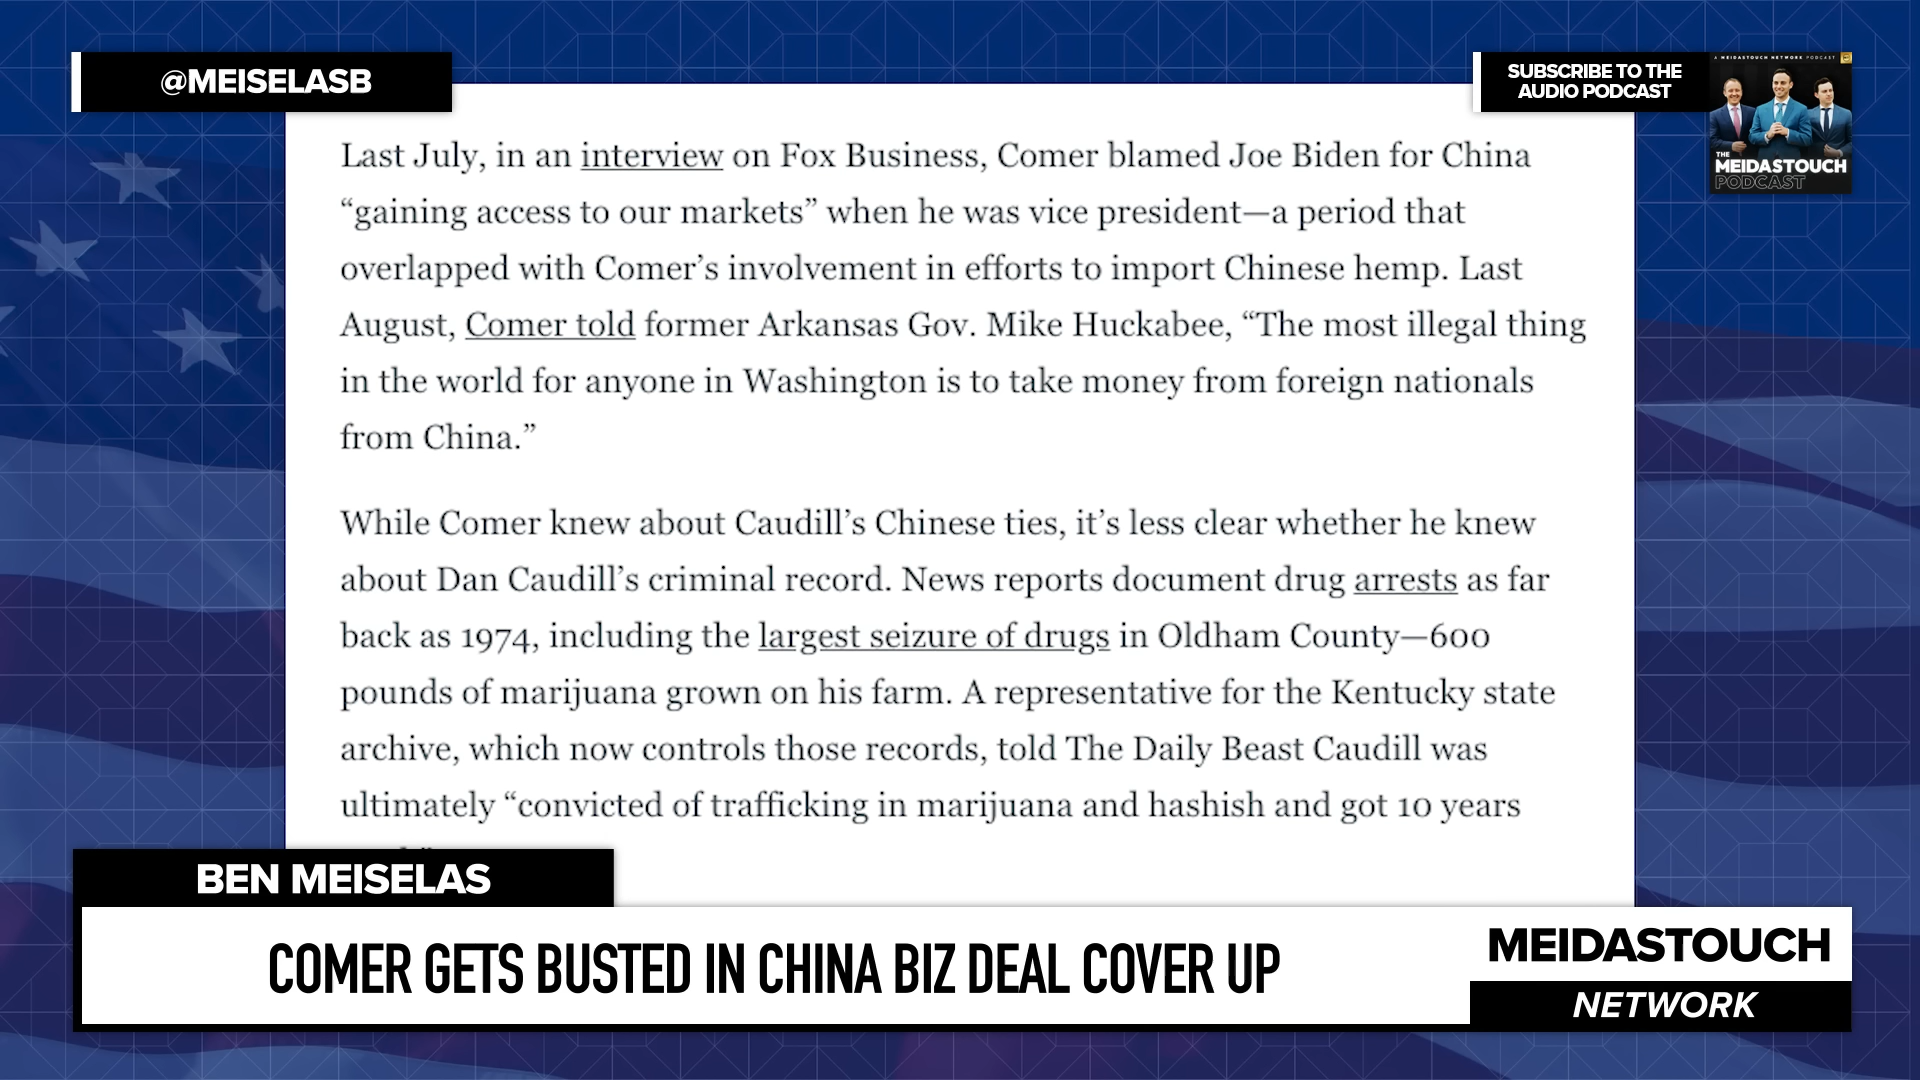 @MEISELASB
SUBSCRIBE TO THE
AUDIO PODCAST
A MEIDASTOUCH NETWORK PODCAST
THE
MEIDASTOUCH
PODCAST
Last July, in an interview on Fox Business, Comer blamed Joe Biden for China
“gaining access to our markets” when he was vice president—a period that
overlapped with Comer’s involvement in efforts to import Chinese hemp. Last
August, Comer told former Arkansas Gov. Mike Huckabee, “The most illegal thing
in the world for anyone in Washington is to take money from foreign nationals
from China.”
While Comer knew about Caudill’s Chinese ties, it’s less clear whether he knew
about Dan Caudill’s criminal record. News reports document drug arrests as far
back as 1974, including the largest seizure of drugs in Oldham County—600
pounds of marijuana grown on his farm. A representative for the Kentucky state
archive, which now controls those records, told The Daily Beast Caudill was
ultimately “convicted of trafficking in marijuana and hashish and got 10 years
BEN MEISELAS
COMER GETS BUSTED IN CHINA BIZ DEAL COVER UP
MEIDASTOUCH
NETWORK